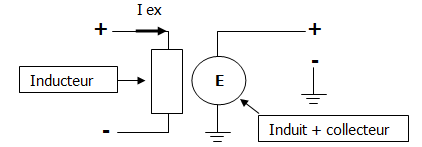 I ex
+
+
-
Inducteur
E
-
Induit + collecteur